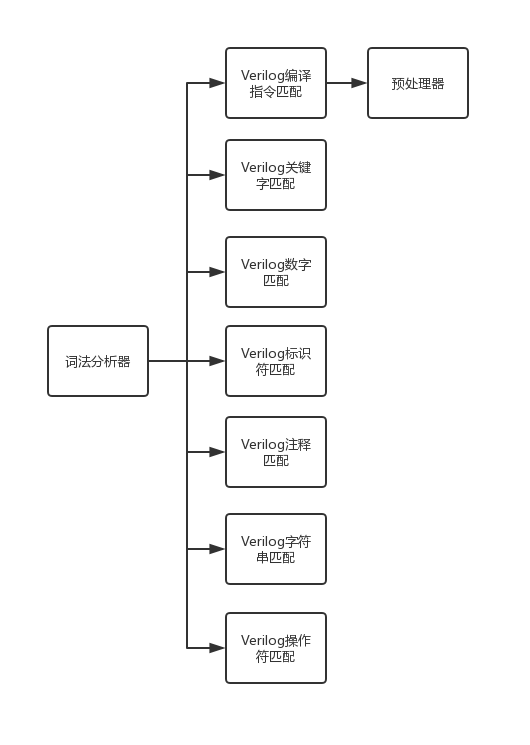 Verilog编译
指令匹配
预处理器
Verilog关键
字匹配
Verilog数字
匹配
词法分析器
Verilog标识
符匹配
Verilog注释
匹配
Verilog字符
串匹配
Verilog操作
符匹配